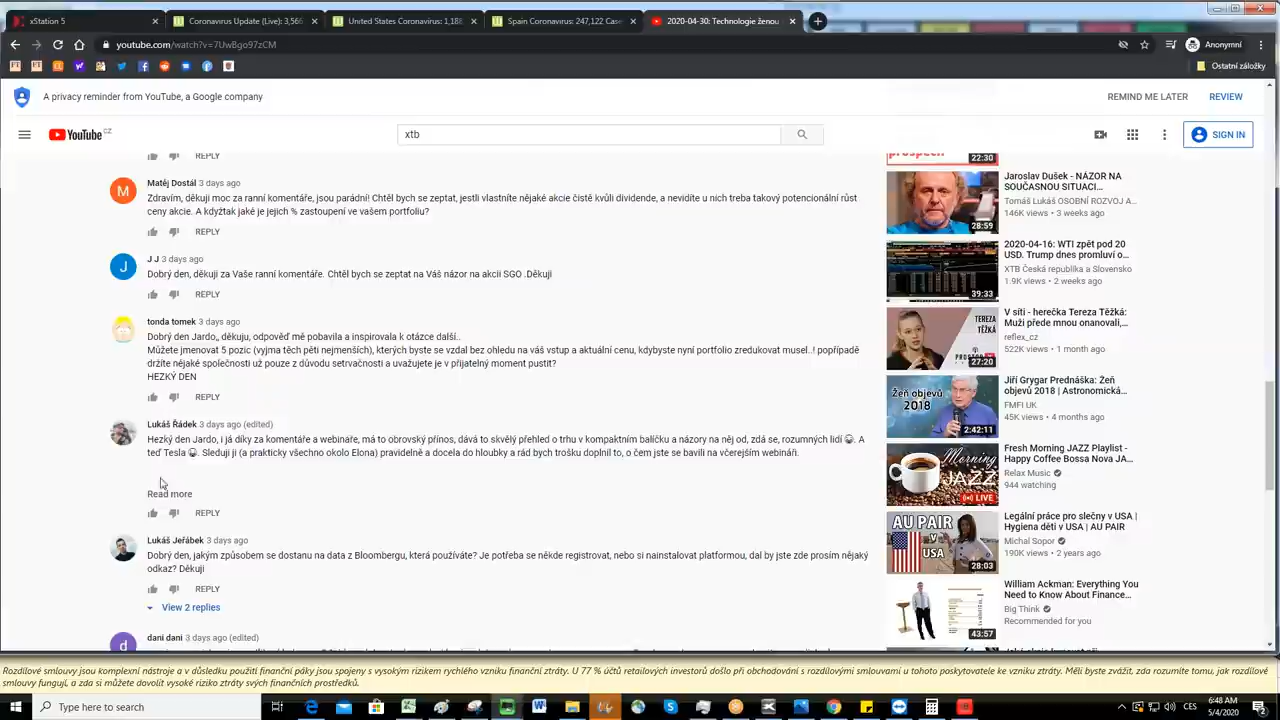 xStation 5
Coronavirus Update (Live): 3,566
United States Coronavirus: 1,188
Spain Coronavirus: 247,122 Case
2020-04-30: Technologie ženou
youtube.com/watch?v=7UwBgo97zCM
Anonymní
Ostatní záložky
A privacy reminder from YouTube, a Google company
REMIND ME LATER
REVIEW
YouTube CZ
xtb
SIGN IN
REPLY
Matěj Dostál 3 days ago
Zdravím, děkuji moc za ranní komentáře, jsou parádní! Chtěl bych se zeptat, jestli vlastníte nějaké akcie čistě kvůli dividende, a nevidíte u nich treba takový potencionální růst
ceny akcie. A kdyžtak jaké je jejich % zastoupení ve vašem portfoliu?
REPLY
J J 3 days ago
Dobrý den, děkuji za Vaše ranní komentáře. Chtěl bych se zeptat na Váš názor na akcii SGO .Děkuji
REPLY
tonda tomek 3 days ago
Dobrý den Jardo,, děkuju, odpověď mě pobavila a inspirovala k otázce další..
Můžete jmenovat 5 pozic (vyjma těch pěti nejmenších), kterých byste se vzdal bez ohledu na váš vstup a aktuální cenu, kdybyste nyní portfolio zredukovat musel..! popřípadě
držíte nějaké společnosti už pouze z důvodu setrvačnosti a uvažujete je v přijatelný moment pustit?
HEZKÝ DEN
REPLY
Lukáš Řádek 3 days ago (edited)
Hezký den Jardo, i já díky za komentáře a webináře, má to obrovský přínos, dává to skvělý přehled o trhu v kompaktním balíčku a názory na něj od, zdá se, rozumných lidí 😀. A
teď Tesla 😀. Sleduji ji (a prakticky všechno okolo Elona) pravidelně a docela do hloubky a rád bych trošku doplnil to, o čem jste se bavili na včerejším webináři.
Read more
REPLY
Lukáš Jeřábek 3 days ago
Dobrý den, jakým způsobem se dostanu na data z Bloombergu, která používáte? Je potřeba se někde registrovat, nebo si nainstalovat platformu, dal by jste zde prosím nějaký
odkaz? Děkuji
REPLY
View 2 replies
dani dani 3 days ago (edited)
22:30
Jaroslav Dušek - NÁZOR NA
SOUČASNOU SITUACI...
Tomáš Lukáš OSOBNÍ ROZVOJ A...
146K views • 3 weeks ago
28:59
2020-04-16: WTI zpět pod 20
USD. Trump dnes promluví o...
XTB Česká republika a Slovensko
1.9K views • 2 weeks ago
39:33
V síti - herečka Tereza Těžká:
Muži přede mnou onanovali,...
reflex_cz
522K views • 1 month ago
TEREZA
TĚŽKÁ
27:20
Jiří Grygar Prednáška: Žeň
objevů 2018 | Astronomická...
FMFI UK
45K views • 4 months ago
Žeň objevů
2018
2:42:11
Fresh Morning JAZZ Playlist -
Happy Coffee Bossa Nova JA...
Relax Music
944 watching
Morning
JAZZ
LIVE
Legální práce pro slečny v USA |
Hygiena dětí v USA | AU PAIR
Michal Sopor
190K views • 2 years ago
AU PAIR
V USA
28:03
William Ackman: Everything You
Need to Know About Finance...
Big Think
Recommended for you
43:57
Rozdílové smlouvy jsou komplexní nástroje a v důsledku použití finanční páky jsou spojeny s vysokým rizikem rychlého vzniku finanční ztráty. U 77 % účtů retailových investorů došlo při obchodování s rozdílovými smlouvami u tohoto poskytovatele ke vzniku ztráty. Měli byste zvážit, zda rozumíte tomu, jak rozdílové
smlouvy fungují, a zda si můžete dovolit vysoké riziko ztráty svých finančních prostředků.
Type here to search
CES
6:48 AM
5/4/2020